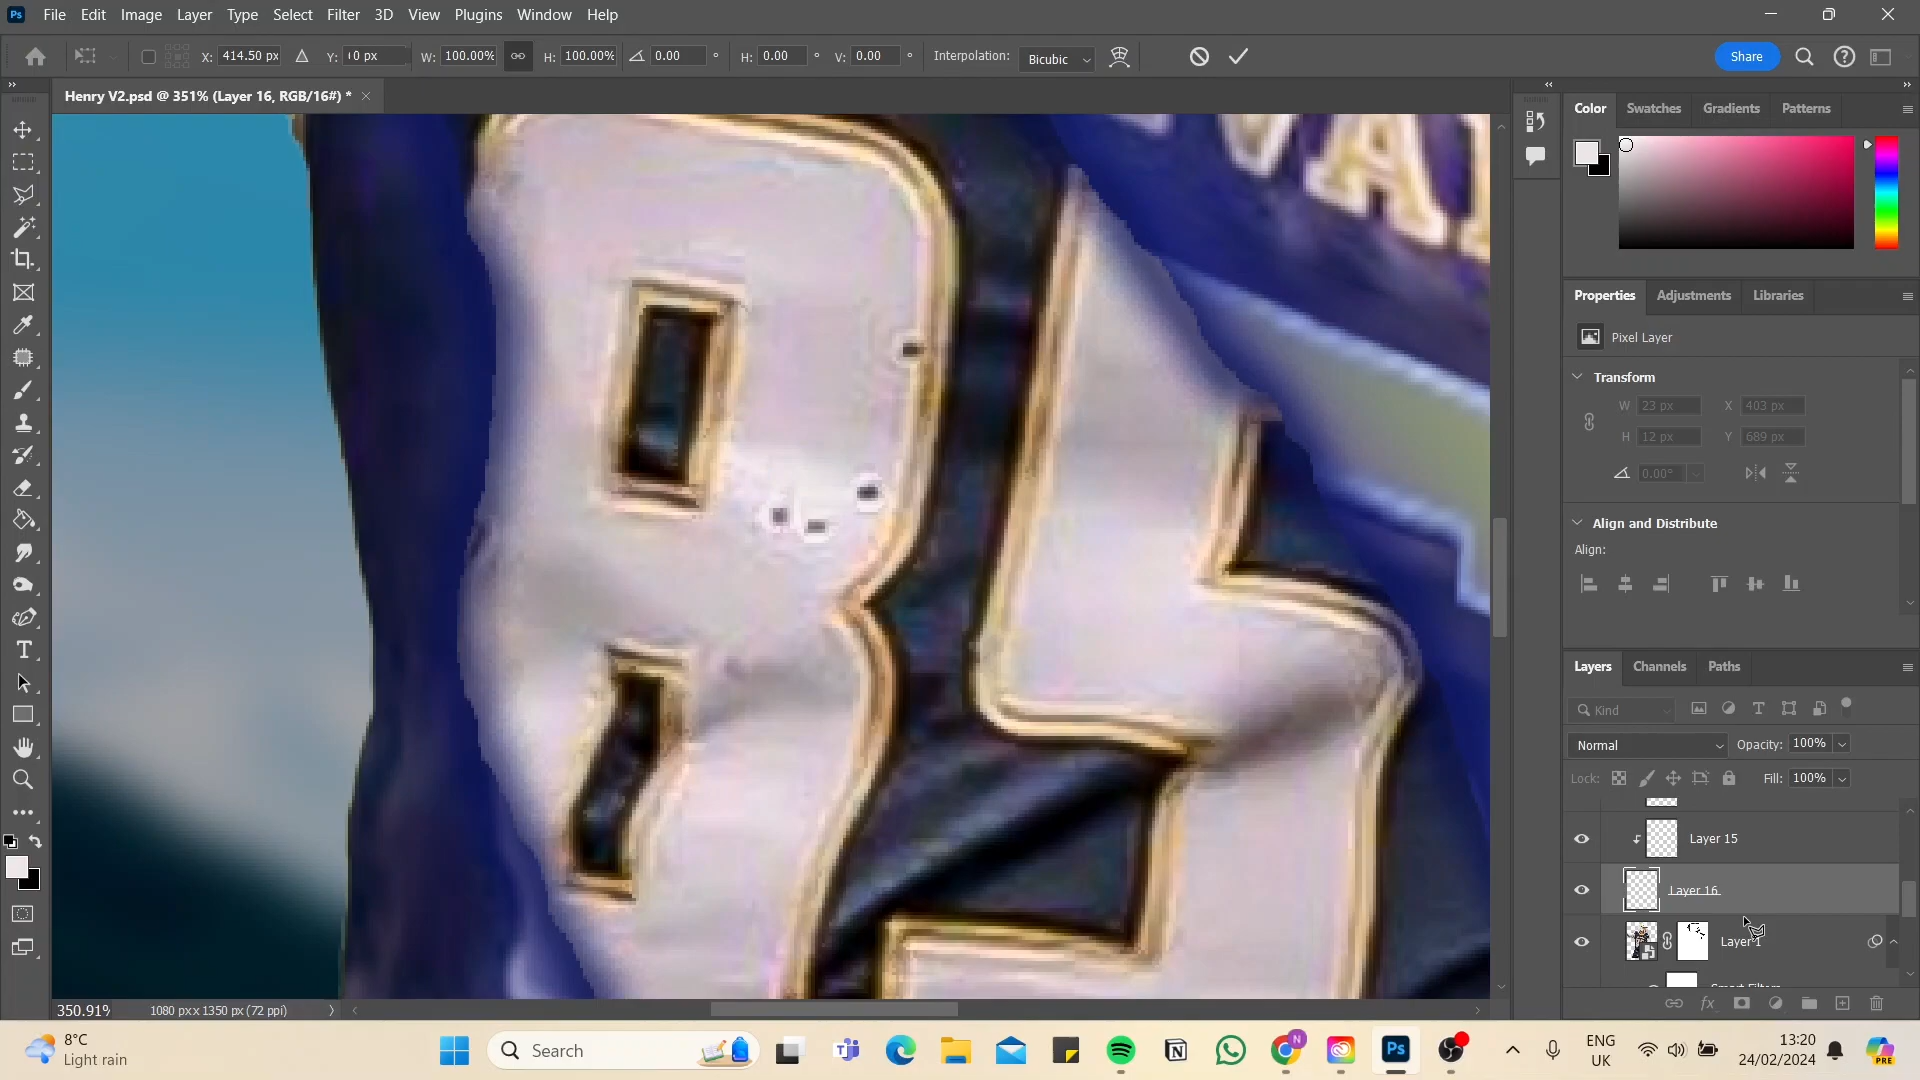 Ps File Edit Image Layer Type Select Filter 3D View Plugins Window Help
X: 414.50 px Y: W: 100.00% H: 100.00% 0.00 ° H: 0.00 ° V: 0.00 ° Interpolation: Bicubic Share
Henry V2.psd @ 351% (Layer 16, RGB/16#) *
Color Swatches Gradients Patterns
Properties Adjustments Libraries
Pixel Layer
Transform
W 23 px X 403 px
H 12 px Y 689 px
0.00°
Align and Distribute
Align:
Layers Channels Paths
Kind
Normal Opacity: 100%
Lock: Fill: 100%
Layer 15
Layer 16
Layer 1
350.91% 1080 px x 1350 px (72 ppi)
8°C
Light rain
Search
N
Ps
ENG
UK
13:20
24/02/2024
PRE